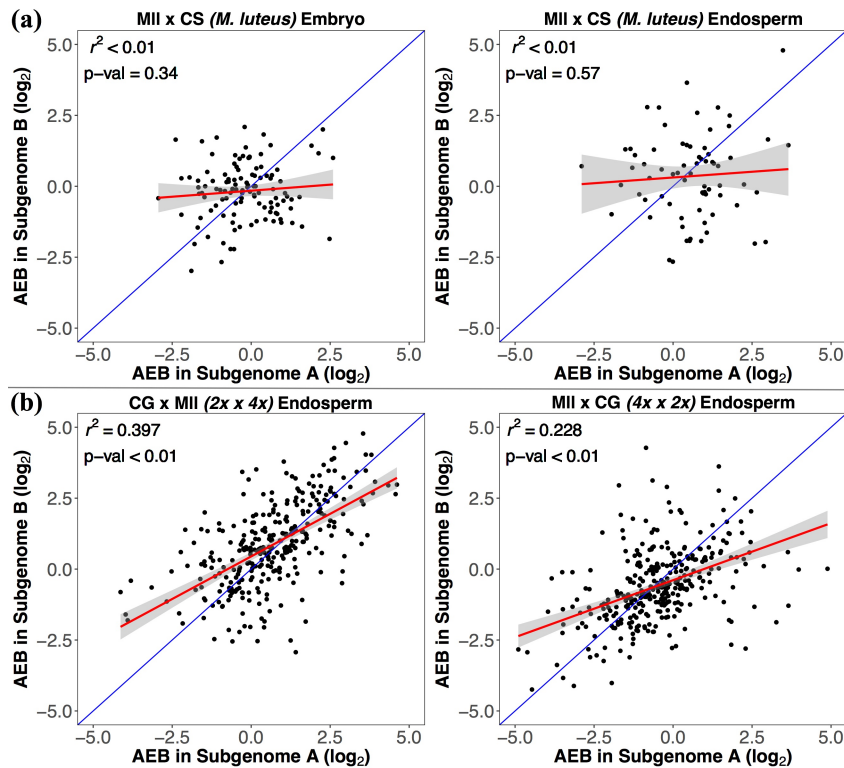 (a)
MII x CS (M. luteus) Embryo
r² < 0.01
p−val = 0.34
AEB in Subgenome B (log₂)
5.0
2.5
0.0
−2.5
−5.0
−5.0 −2.5 0.0 2.5 5.0
AEB in Subgenome A (log₂)
MII x CS (M. luteus) Endosperm
r² < 0.01
p−val = 0.57
AEB in Subgenome B (log₂)
5.0
2.5
0.0
−2.5
−5.0
−5.0 −2.5 0.0 2.5 5.0
AEB in Subgenome A (log₂)
(b)
CG x MII (2x x 4x) Endosperm
r² = 0.397
p−val < 0.01
AEB in Subgenome B (log₂)
5.0
2.5
0.0
−2.5
−5.0
−5.0 −2.5 0.0 2.5 5.0
AEB in Subgenome A (log₂)
MII x CG (4x x 2x) Endosperm
r² = 0.228
p−val < 0.01
AEB in Subgenome B (log₂)
5.0
2.5
0.0
−2.5
−5.0
−5.0 −2.5 0.0 2.5 5.0
AEB in Subgenome A (log₂)